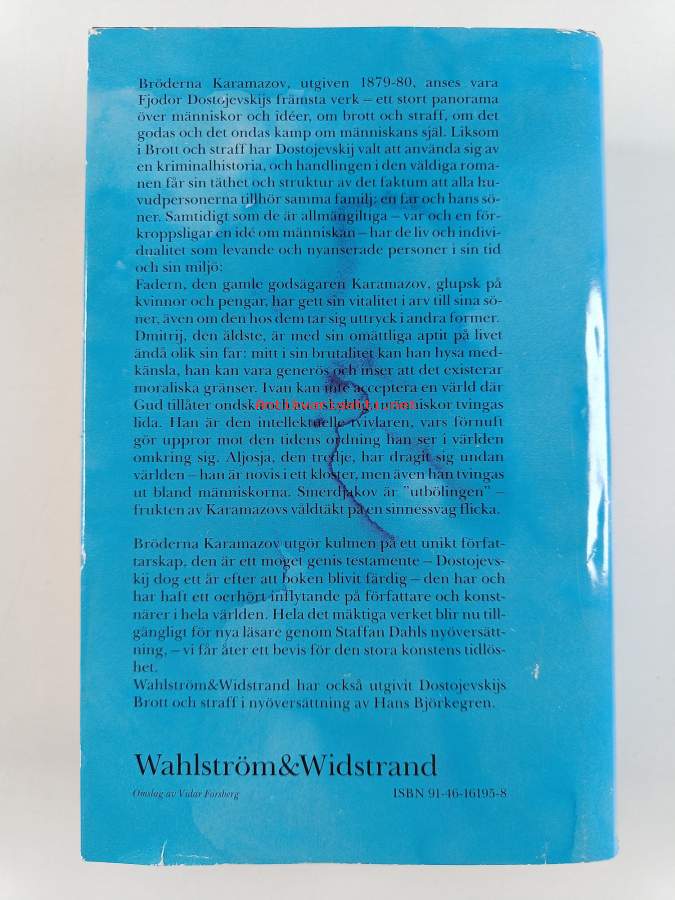 Bröderna Karamazov, utgiven 1879-80, anses vara
Fjodor Dostojevskijs främsta verk – ett stort panorama
över människor och idéer, om brott och straff, om det
godas och det ondas kamp om människans själ. Liksom
i Brott och straff har Dostojevskij valt att använda sig av
en kriminalhistoria, och handlingen i den väldiga roma-
nen får sin täthet och struktur av det faktum att alla hu-
vudpersonerna tillhör samma familj: en far och hans sö-
ner. Samtidigt som de är allmängiltiga – var och en för-
kroppsligar en idé om människan – har de liv och indivi-
dualitet som levande och nyanserade personer i sin tid
och sin miljö:
Fadern, den gamle godsägaren Karamazov, glupsk på
kvinnor och pengar, har gett sin vitalitet i arv till sina sö-
ner, även om den hos dem tar sig uttryck i andra former.
Dmitrij, den äldste, är med sin omättliga aptit på livet
ändå olik sin far: mitt i sin brutalitet kan han hysa med-
känsla, han kan vara generös och inser att det existerar
moraliska gränser. Ivan kan inte acceptera en värld där
Gud tillåter människor tvingas
lida. Han är den intellektuelle tvivlaren, vars förnuft
gör uppror mot den tidens ordning han ser i världen
omkring sig. Aljosja, den tredje, har dragit sig undan
världen – han är novis i ett kloster, men även han tvingas
ut bland människorna. Smerdjakov är ”utbölingen” –
frukten av Karamazovs våldtäkt på en sinnessvag flicka.
Bröderna Karamazov utgör kulmen på ett unikt förfat-
tarskap, den är ett moget genis testamente – Dostojevs-
kij dog ett år efter att boken blivit färdig – den har och
har haft ett oerhört inflytande på författare och konst-
närer i hela världen. Hela det mäktiga verket blir nu till-
gängligt för nya läsare genom Staffan Dahls nyöversätt-
ning, – vi får åter ett bevis för den stora konstens tidlös-
het.
Wahlström&Widstrand har också utgivit Dostojevskijs
Brott och straff i nyöversättning av Hans Björkegren.
Wahlström&Widstrand
Omslag av Vidar Forsberg
ISBN 91-46-16195-8